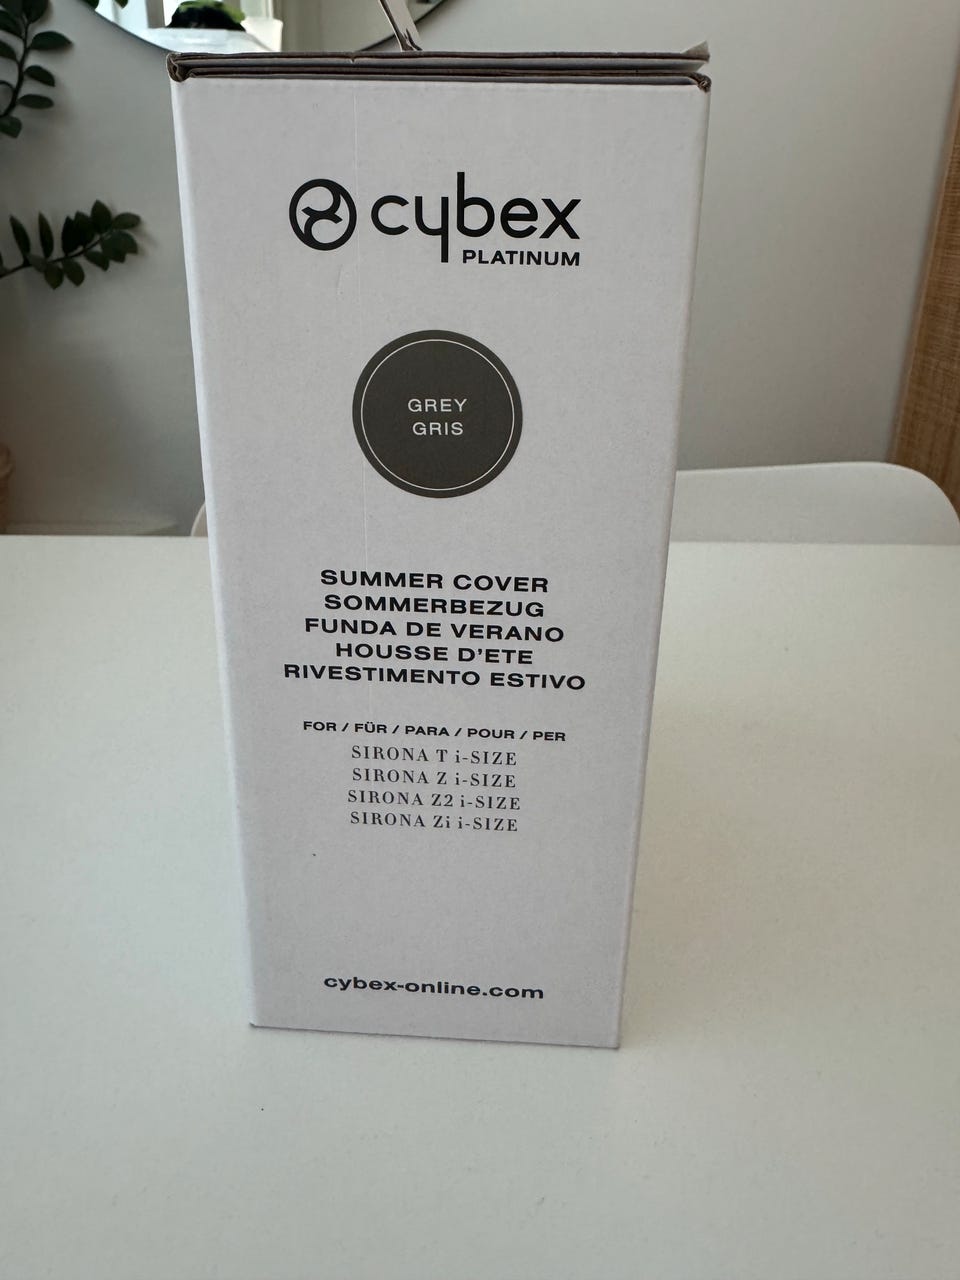 cybex
PLATINUM
GREY
GRIS
SUMMER COVER
SOMMERBEZUG
FUNDA DE VERANO
HOUSSE D'ETE
RIVESTIMENTO ESTIVO
FOR / FÜR / PARA / POUR / PER
SIRONA T i-SIZE
SIRONA Z i-SIZE
SIRONA Z2 i-SIZE
SIRONA Zi i-SIZE
cybex-online.com